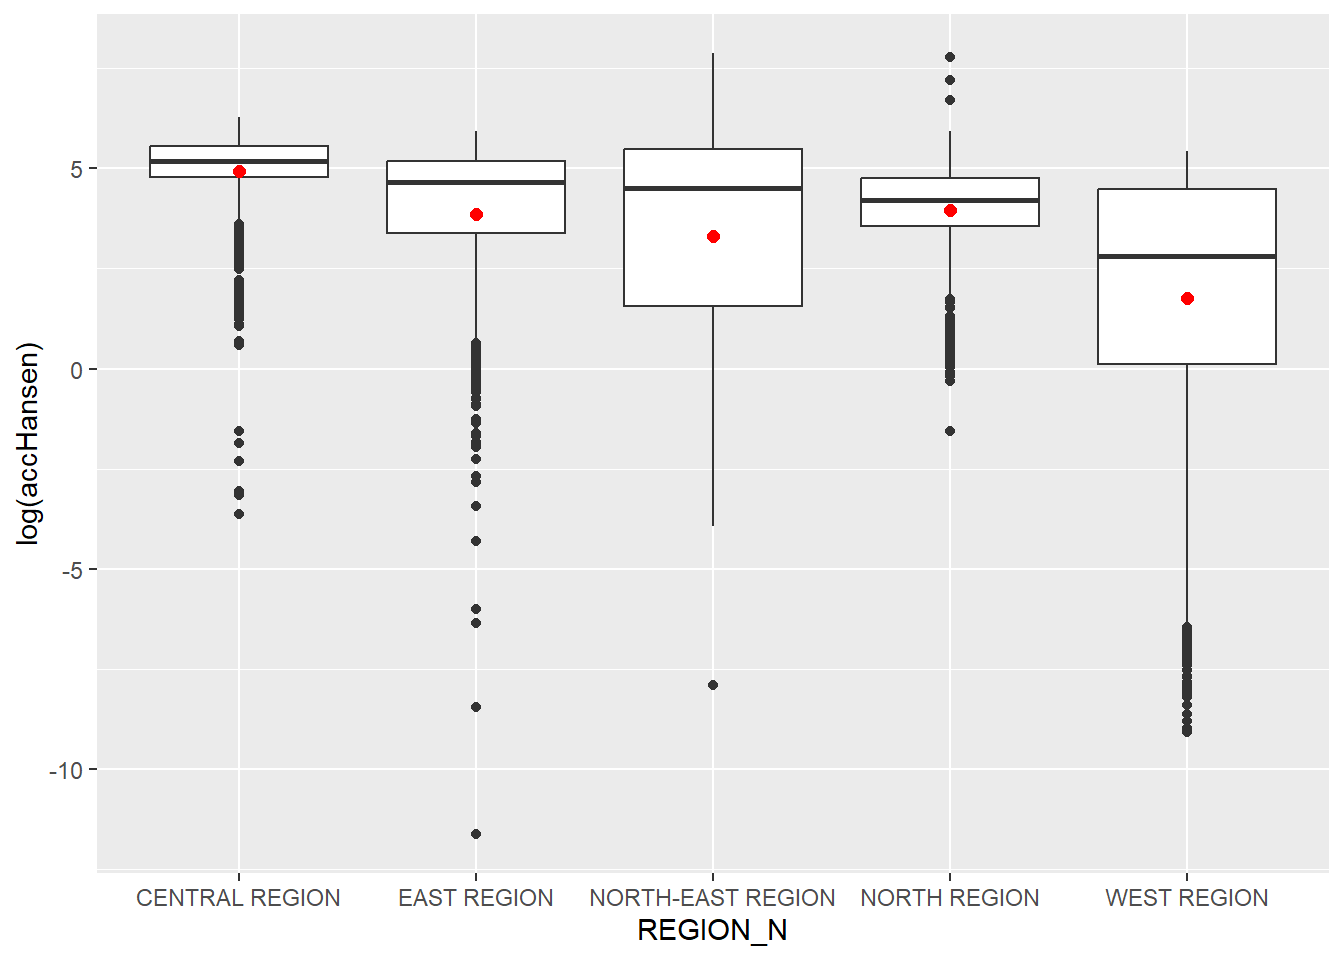 log(accHansen)
5
0
-5
-10
CENTRAL REGION
EAST REGION
NORTH-EAST REGION
NORTH REGION
WEST REGION
REGION_N